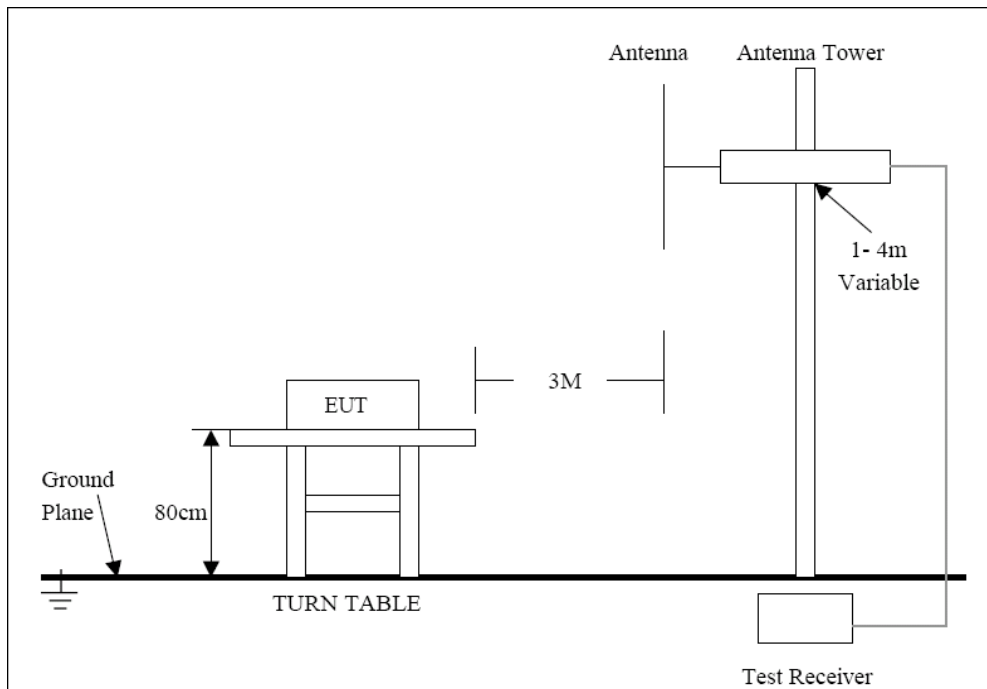 Antenna
Antenna Tower
1- 4m
Variable
3M
EUT
Ground
Plane
80cm
TURN TABLE
Test Receiver